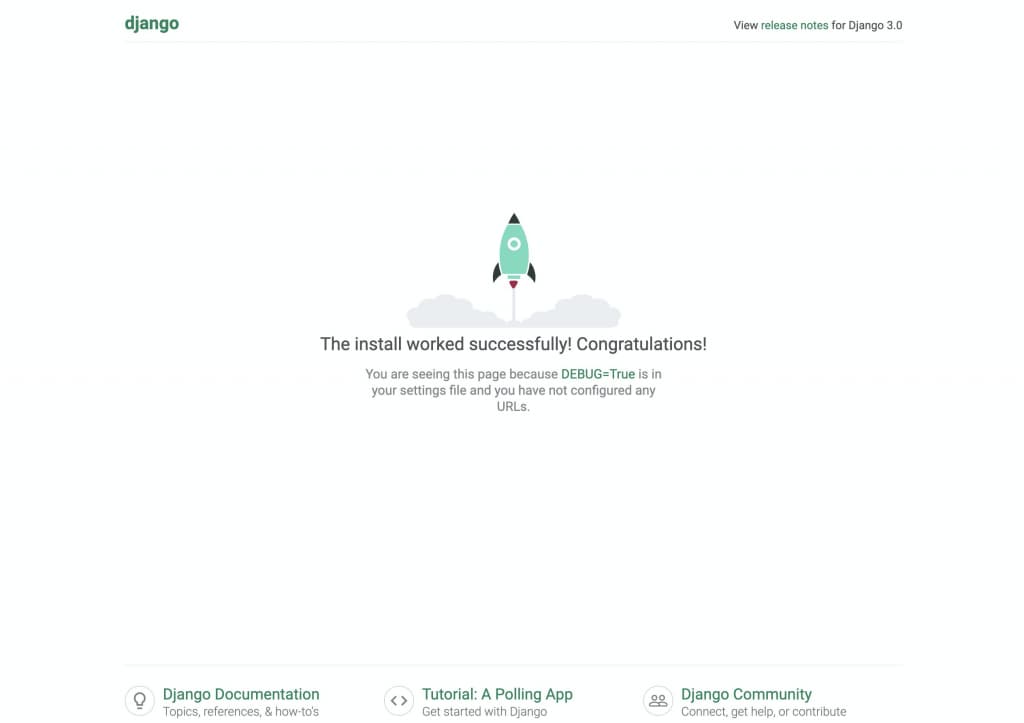 django
View release notes for Django 3.0
The install worked successfully! Congratulations!
You are seeing this page because DEBUG=True is in
your settings file and you have not configured any
URLs.
Django Documentation
Topics, references, & how-to's
Tutorial: A Polling App
Get started with Django
Django Community
Connect, get help, or contribute